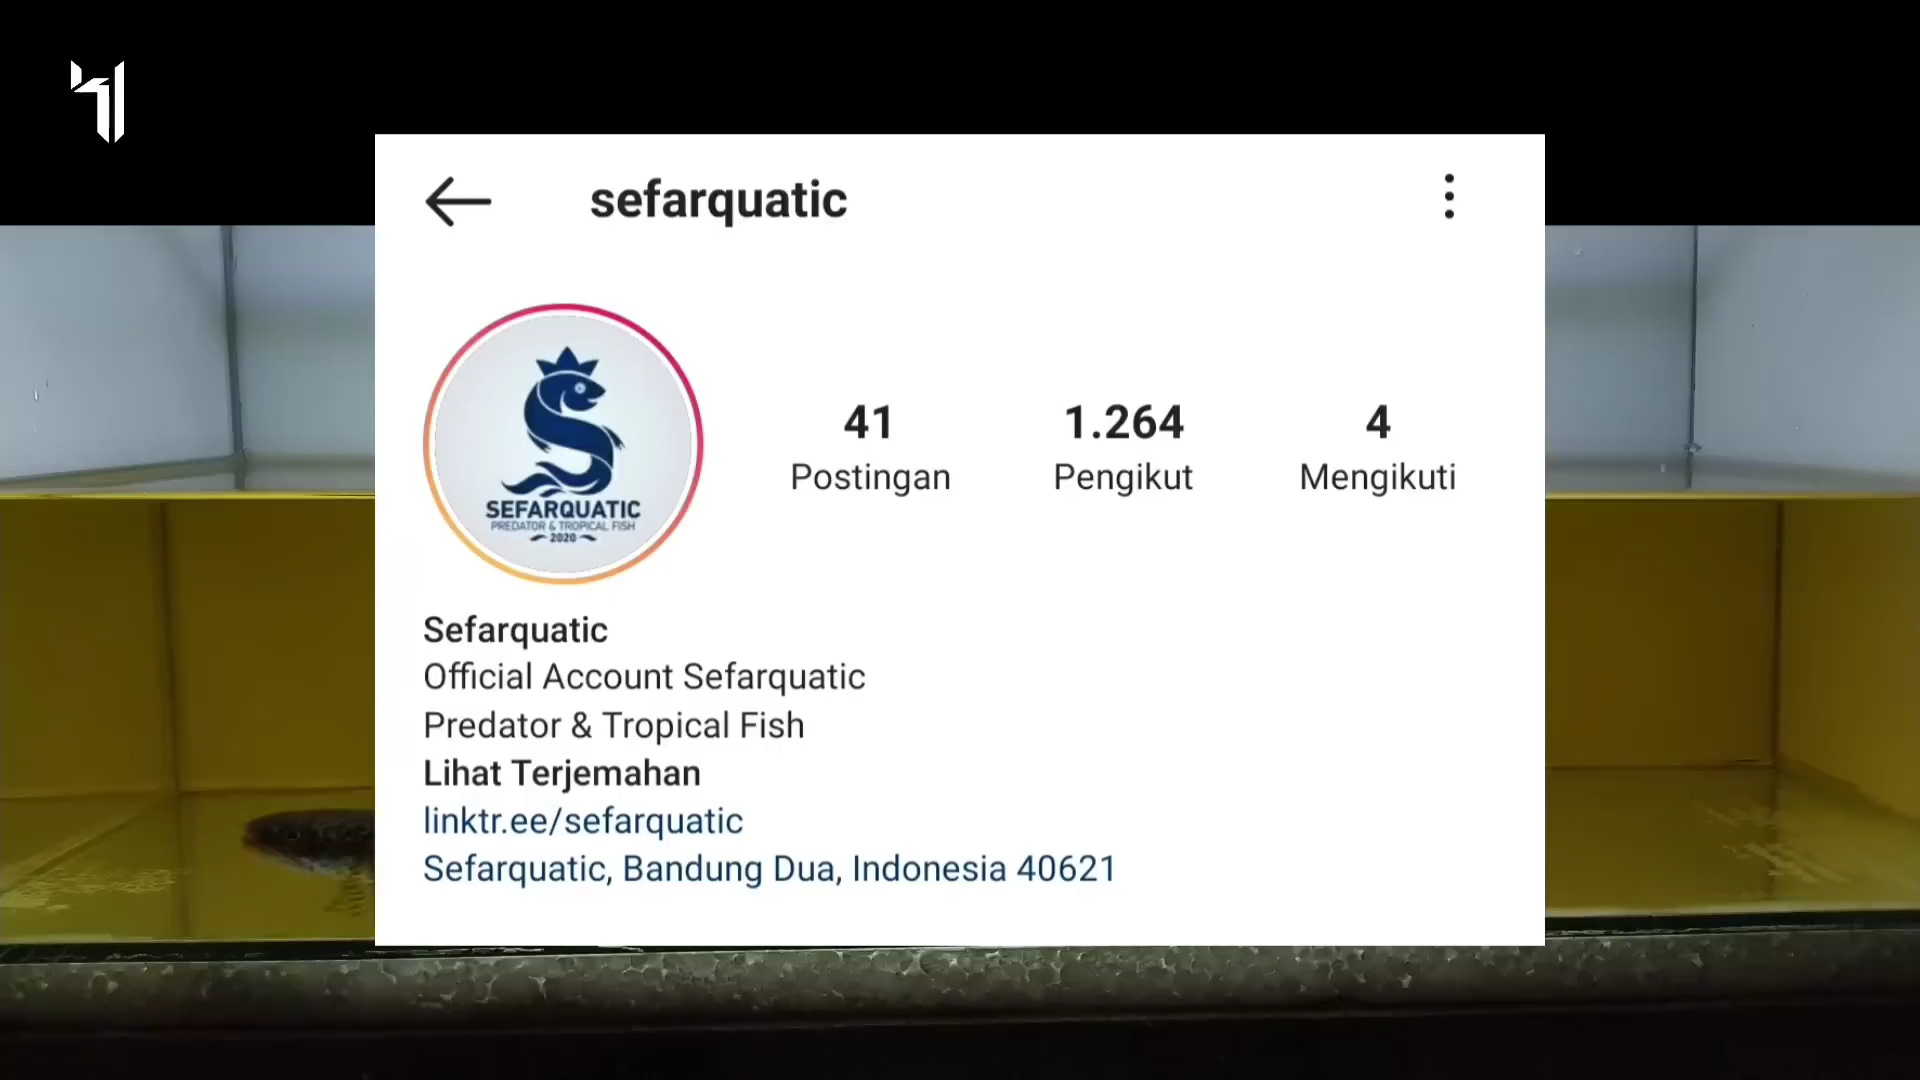 sefarquatic
SEFARQUATIC
PREDATOR & TROPICAL FISH
2020
41
Postingan
1.264
Pengikut
4
Mengikuti
Sefarquatic
Official Account Sefarquatic
Predator & Tropical Fish
Lihat Terjemahan
linktr.ee/sefarquatic
Sefarquatic, Bandung Dua, Indonesia 40621